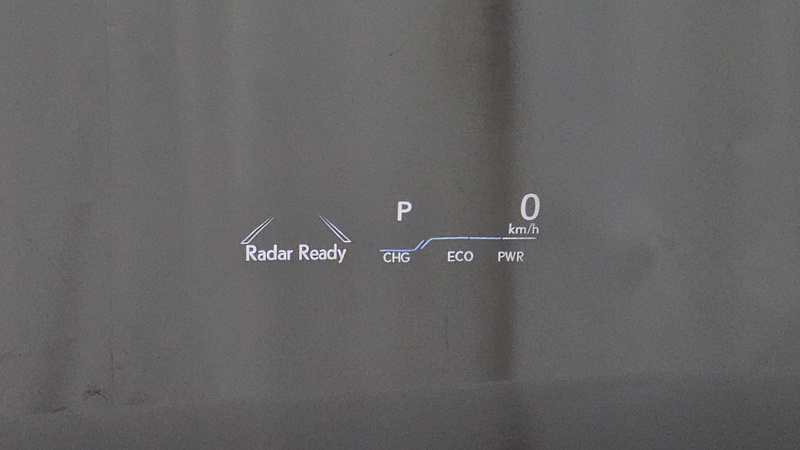 P 0
km/h
Radar Ready
CHG ECO PWR